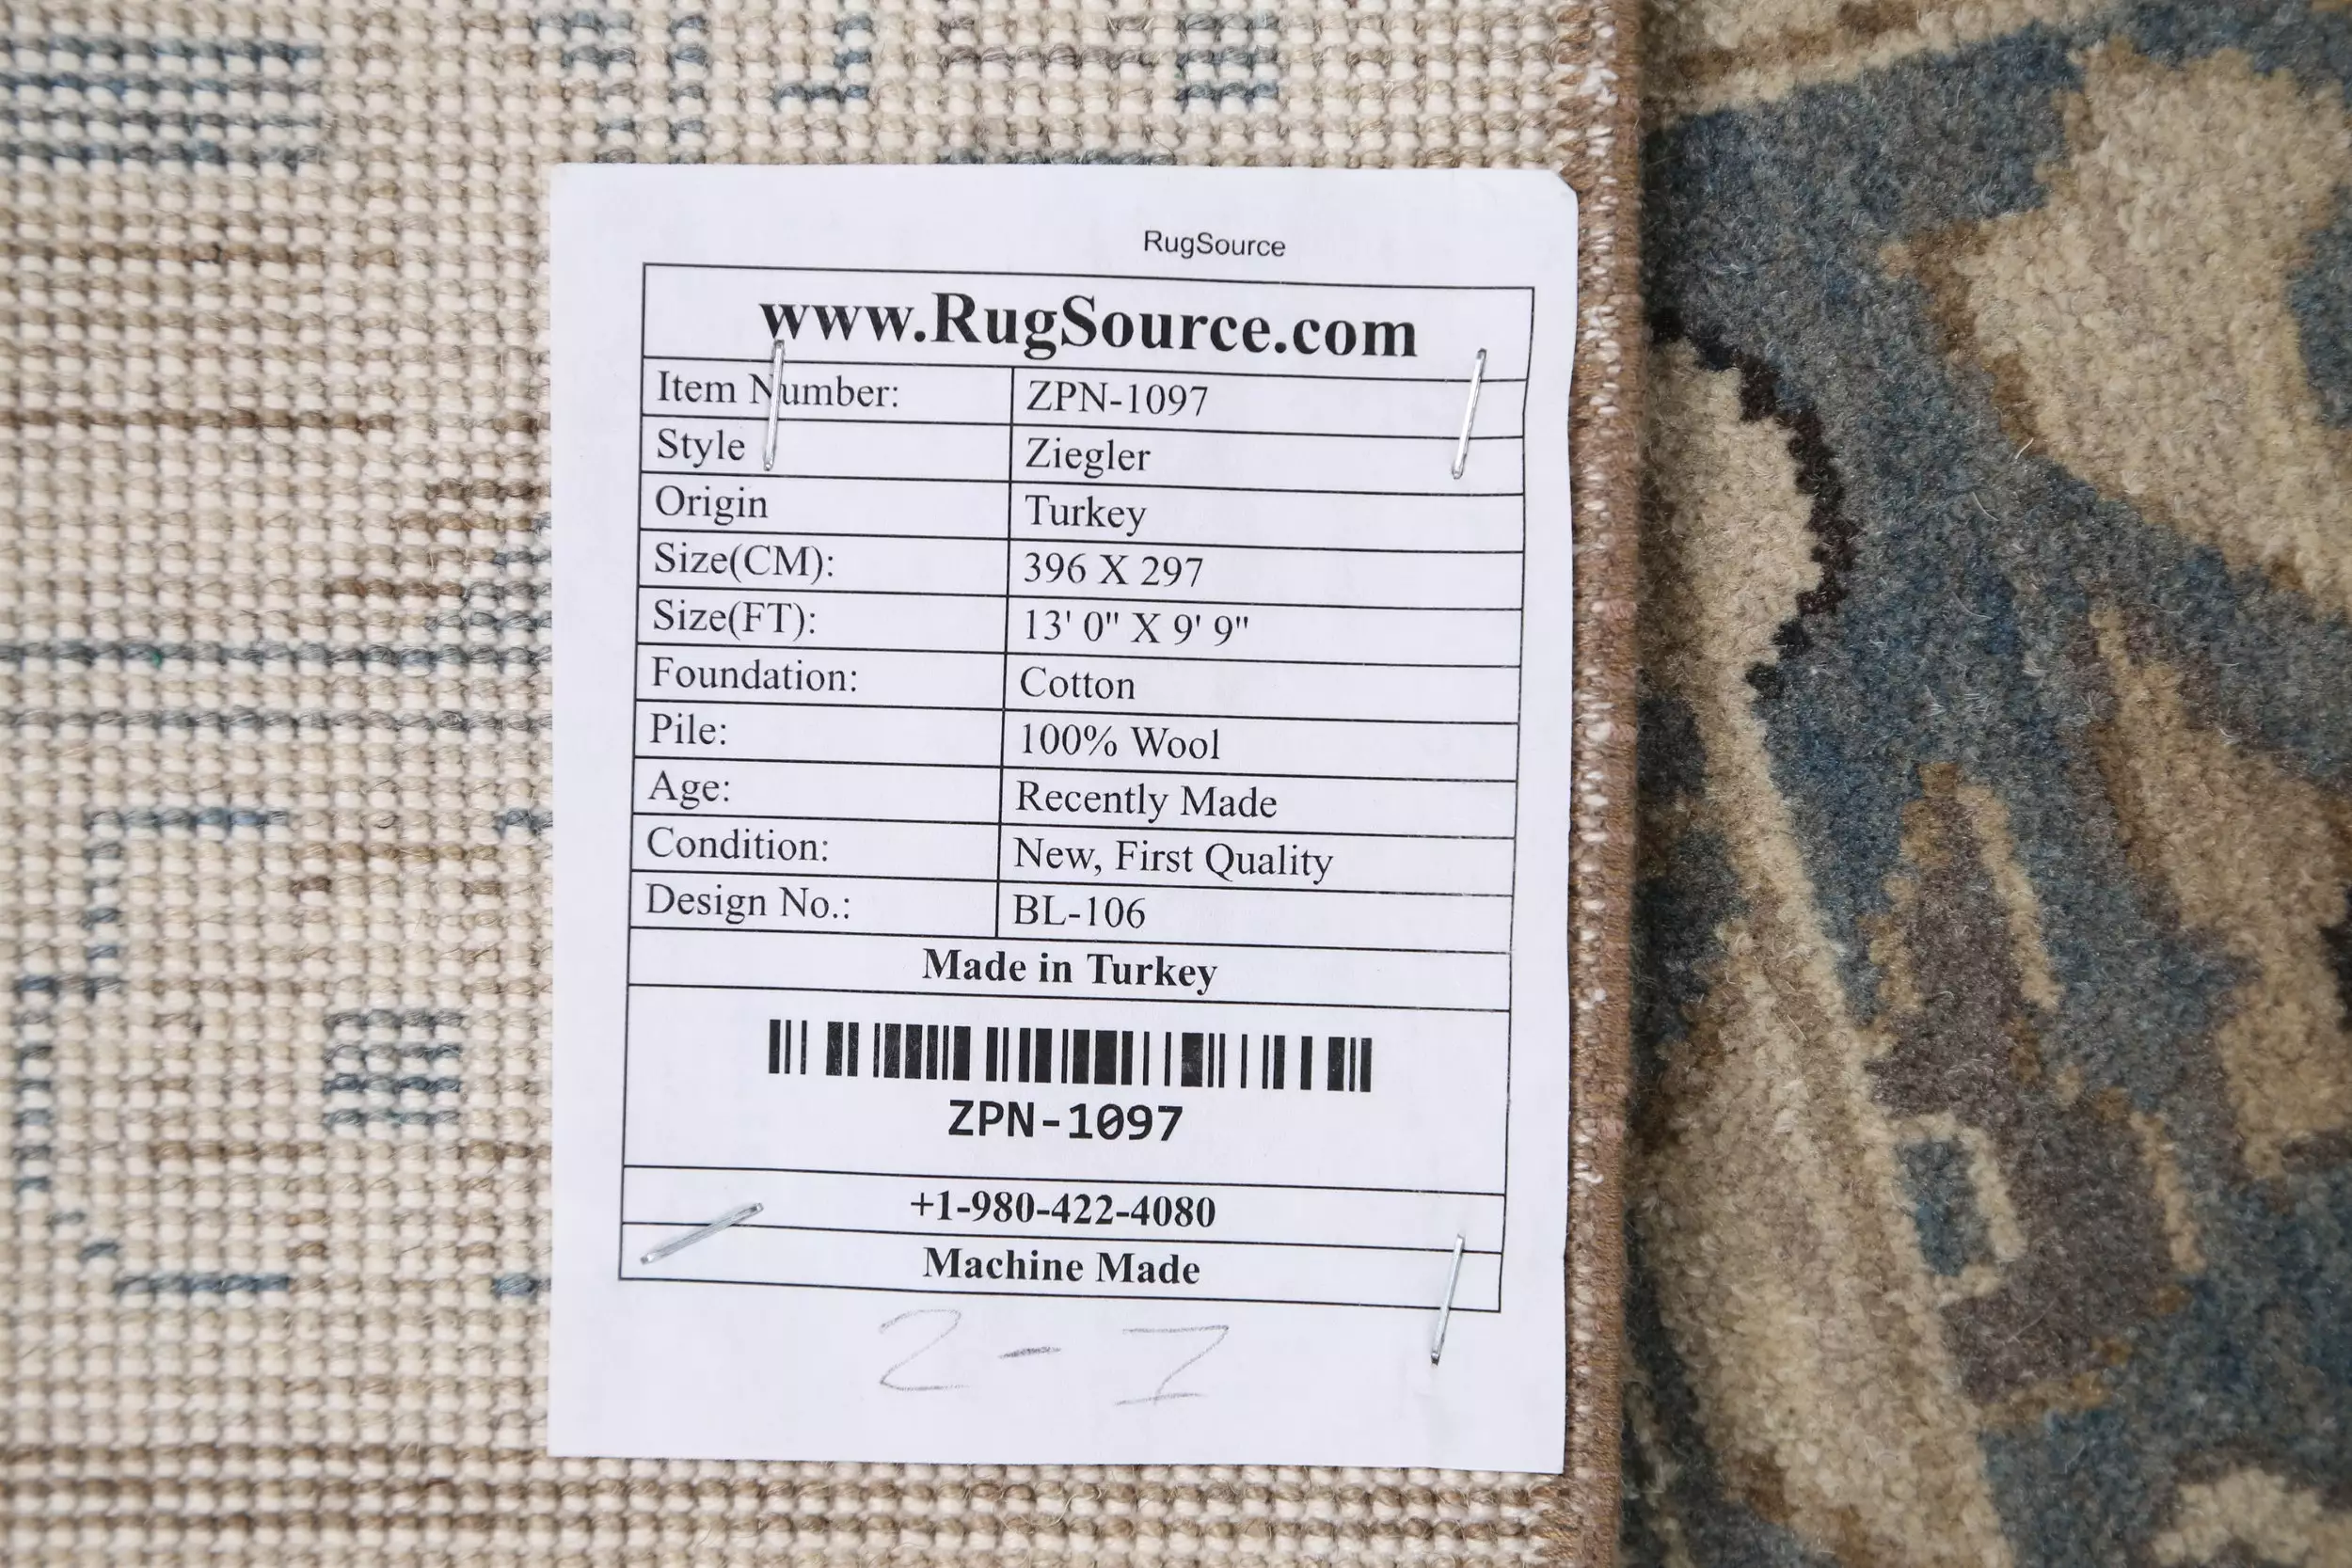 RugSource
www.RugSource.com
Item Number: ZPN-1097
Style Ziegler
Origin Turkey
Size(CM): 396 X 297
Size(FT): 13' 0" X 9' 9"
Foundation: Cotton
Pile: 100% Wool
Age: Recently Made
Condition: New, First Quality
Design No.: BL-106
Made in Turkey
ZPN-1097
+1-980-422-4080
Machine Made